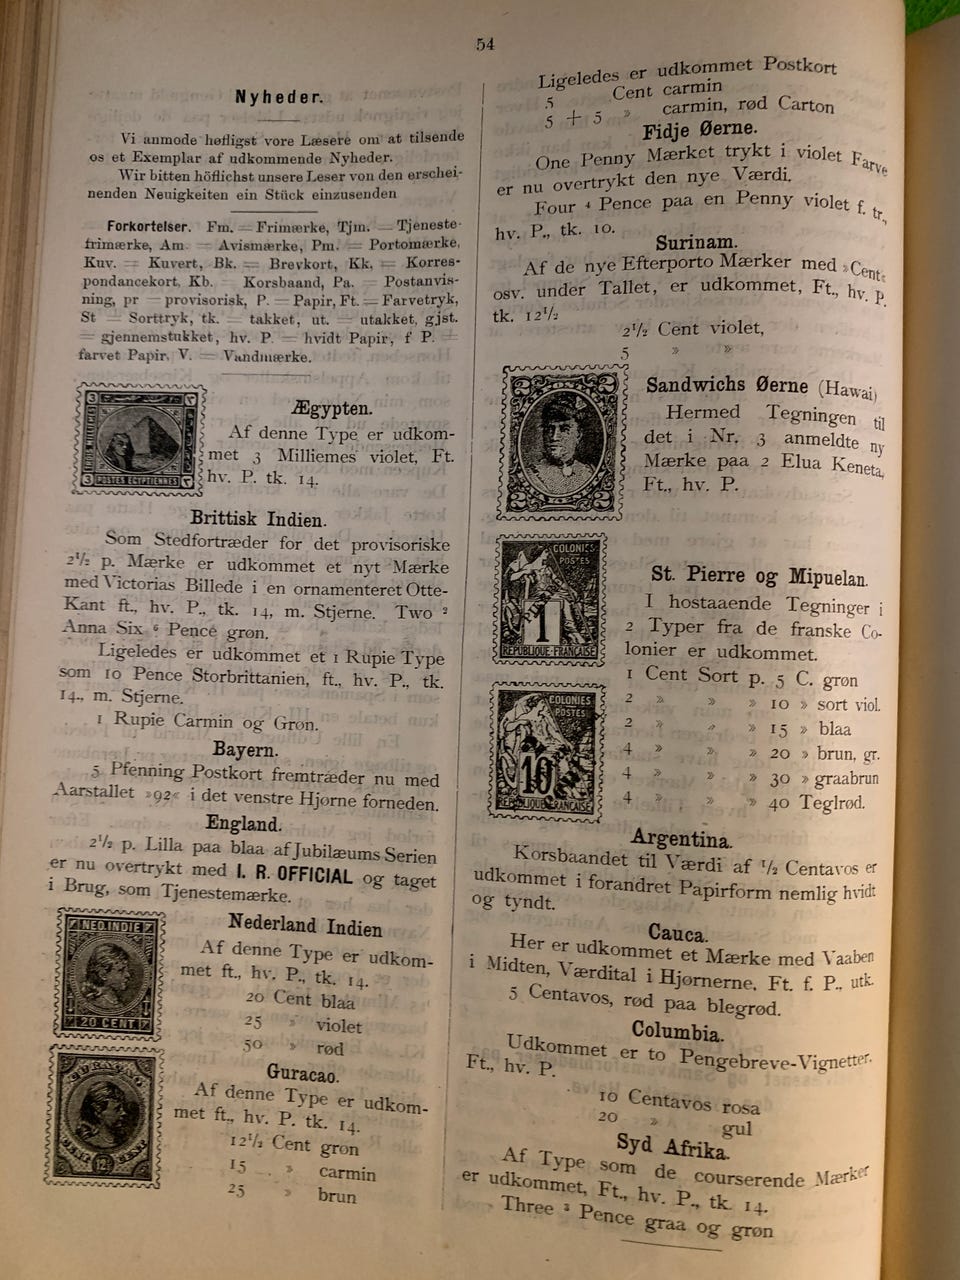 54
Nyheder.
Vi anmode høfligst vore Læsere om at tilsende
os et Exemplar af udkommende Nyheder.
Wir bitten höflichst unsere Leser von den erschei-
nenden Neuigkeiten ein Stück einzusenden
Forkortelser. Fm. = Frimærke, Tjm. = Tjeneste-
frimærke, Am = Avismærke, Pm. = Portomærke,
Kuv. = Kuvert, Bk. = Brevkort, Kk. = Korres-
pondancekort, Kb. = Korsbaand, Pa. = Postanvis-
ning, pr = provisorisk, P. = Papir, Ft. = Farvetryk,
St = Sorttryk, tk. = takket, ut. = utakket, gjst.
= gjennemstukket, hv. P. = hvidt Papir, f P. =
farvet Papir, V. = Vandmærke.
POSTES EGYPTIENNES
Ægypten.
Af denne Type er udkom-
met 3 Milliemes violet, Ft.
hv. P. tk. 14.
Brittisk Indien.
Som Stedfortræder for det provisoriske
2½ p. Mærke er udkommet et nyt Mærke
med Victorias Billede i en ornamenteret Otte-
Kant ft., hv. P., tk. 14, m. Stjerne. Two ²
Anna Six ⁶ Pence grøn.
Ligeledes er udkommet et 1 Rupie Type
som 10 Pence Storbrittanien, ft., hv. P., tk.
14., m. Stjerne.
1 Rupie Carmin og Grøn.
Bayern.
5 Pfenning Postkort fremtræder nu med
Aarstallet »92« i det venstre Hjørne forneden.
England.
2½ p. Lilla paa blaa af Jubilæums Serien
er nu overtrykt med I. R. OFFICIAL og taget
i Brug, som Tjenestemærke.
NED. INDIE
20 CENT
Nederland Indien
Af denne Type er udkom-
met ft., hv. P., tk. 14.
20 Cent blaa
25 » violet
50 » rød
CURAÇAO
12½
CENT
Guracao.
Af denne Type er udkom-
met ft., hv. P. tk. 14.
12½ Cent grøn
15 » carmin
25 » brun
Ligeledes er udkommet Postkort
5 Cent carmin
5 + 5 » carmin, rød Carton
Fidje Øerne.
One Penny Mærket trykt i violet Farve
er nu overtrykt den nye Værdi.
Four ⁴ Pence paa en Penny violet f. tr.,
hv. P., tk. 10.
Surinam.
Af de nye Efterporto Mærker med »Cent«
osv. under Tallet, er udkommet, Ft., hv. P.
tk. 12½
2½ Cent violet,
5 » »
Sandwichs Øerne (Hawai)
Hermed Tegningen til
det i Nr. 3 anmeldte ny
Mærke paa 2 Elua Keneta,
Ft., hv. P.
COLONIES
POSTES
1
REPUBLIQUE FRANÇAISE
COLONIES
POSTES
10
REPUBLIQUE FRANCAISE
St. Pierre og Mipuelan.
I hostaaende Tegninger i
2 Typer fra de franske Co-
lonier er udkommet.
1 Cent Sort p. 5 C. grøn
2 » » » 10 » sort viol.
2 » » » 15 » blaa
4 » » » 20 » brun, gr.
4 » » » 30 » graabrun
4 » » » 40 Teglrød.
Argentina.
Korsbaandet til Værdi af ½ Centavos er
udkommet i forandret Papirform nemlig hvidt
og tyndt.
Cauca.
Her er udkommet et Mærke med Vaaben
i Midten, Værdital i Hjørnerne, Ft. f. P., utk.
5 Centavos, rød paa blegrød.
Columbia.
Udkommet er to Pengebreve-Vignetter.
Ft., hv. P.
10 Centavos rosa
20 » gul
Syd Afrika.
Af Type som de courserende Mærker
er udkommet, Ft., hv. P., tk. 14.
Three ³ Pence graa og grøn